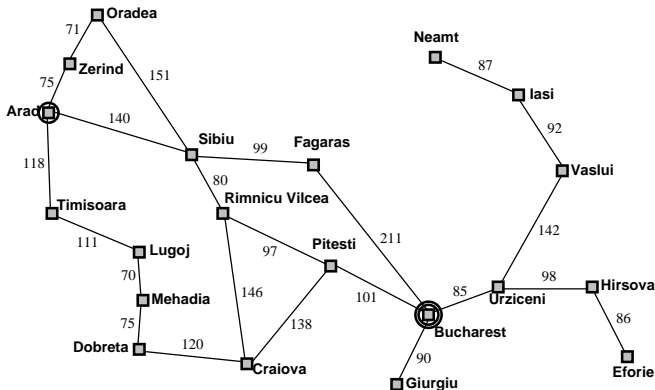 Oradea
Neamt
71
87
Zerind
Iasi
75
151
92
Arad
140
Sibiu
99
Fagaras
118
Vaslui
80
Timisoara
Rimnicu Vilcea
142
111
Lugoj
97
Pitesti
211
70
98
Hirsova
85
Urziceni
Mehadia
146
101
86
75
138
Bucharest
Dobreta
120
90
Craiova
Eforie
Giurgiu